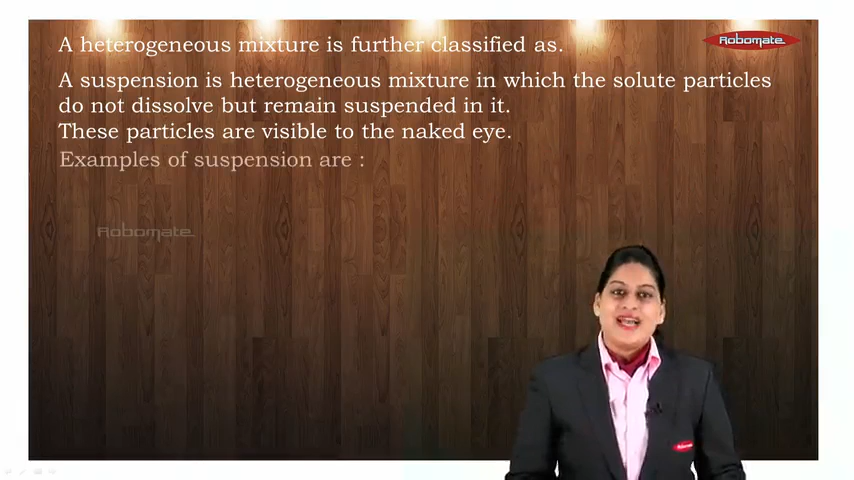 A heterogeneous mixture is further classified as.
Robomate
A suspension is heterogeneous mixture in which the solute particles
do not dissolve but remain suspended in it.
These particles are visible to the naked eye.
Examples of suspension are :
Robomate
Robomate